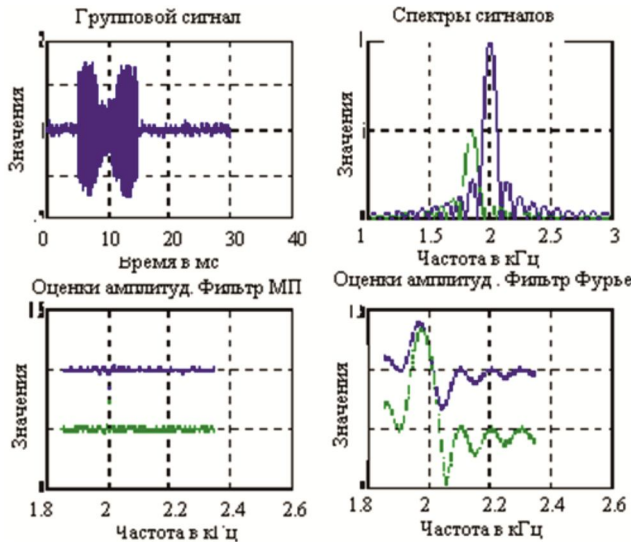 Групповой сигнал
Значения
0 10 20 30 40
Время в мс
Спектры сигналов
Значения
1 1.5 2 2.5 3
Частота в кГц
Оценки амплитуд. Фильтр МП
Значения
1.8 2 2.2 2.4 2.6
Частота в кГц
Оценки амплитуд . Фильтр Фурье
Значения
1.8 2 2.2 2.4 2.6
Частота в кГц